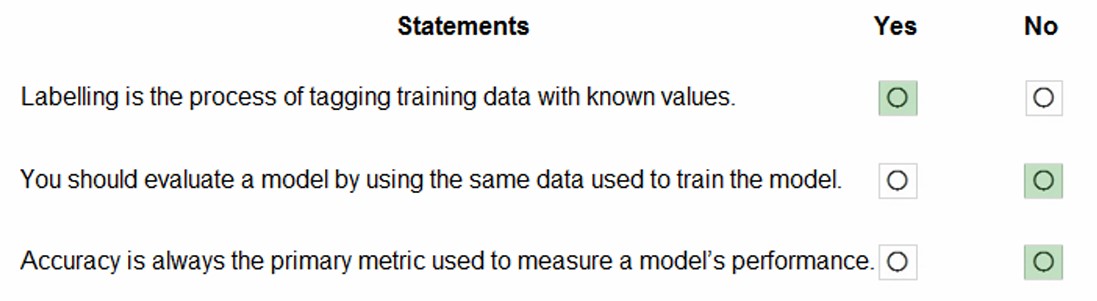 Statements Yes No
Labelling is the process of tagging training data with known values.
You should evaluate a model by using the same data used to train the model.
Accuracy is always the primary metric used to measure a model’s performance.